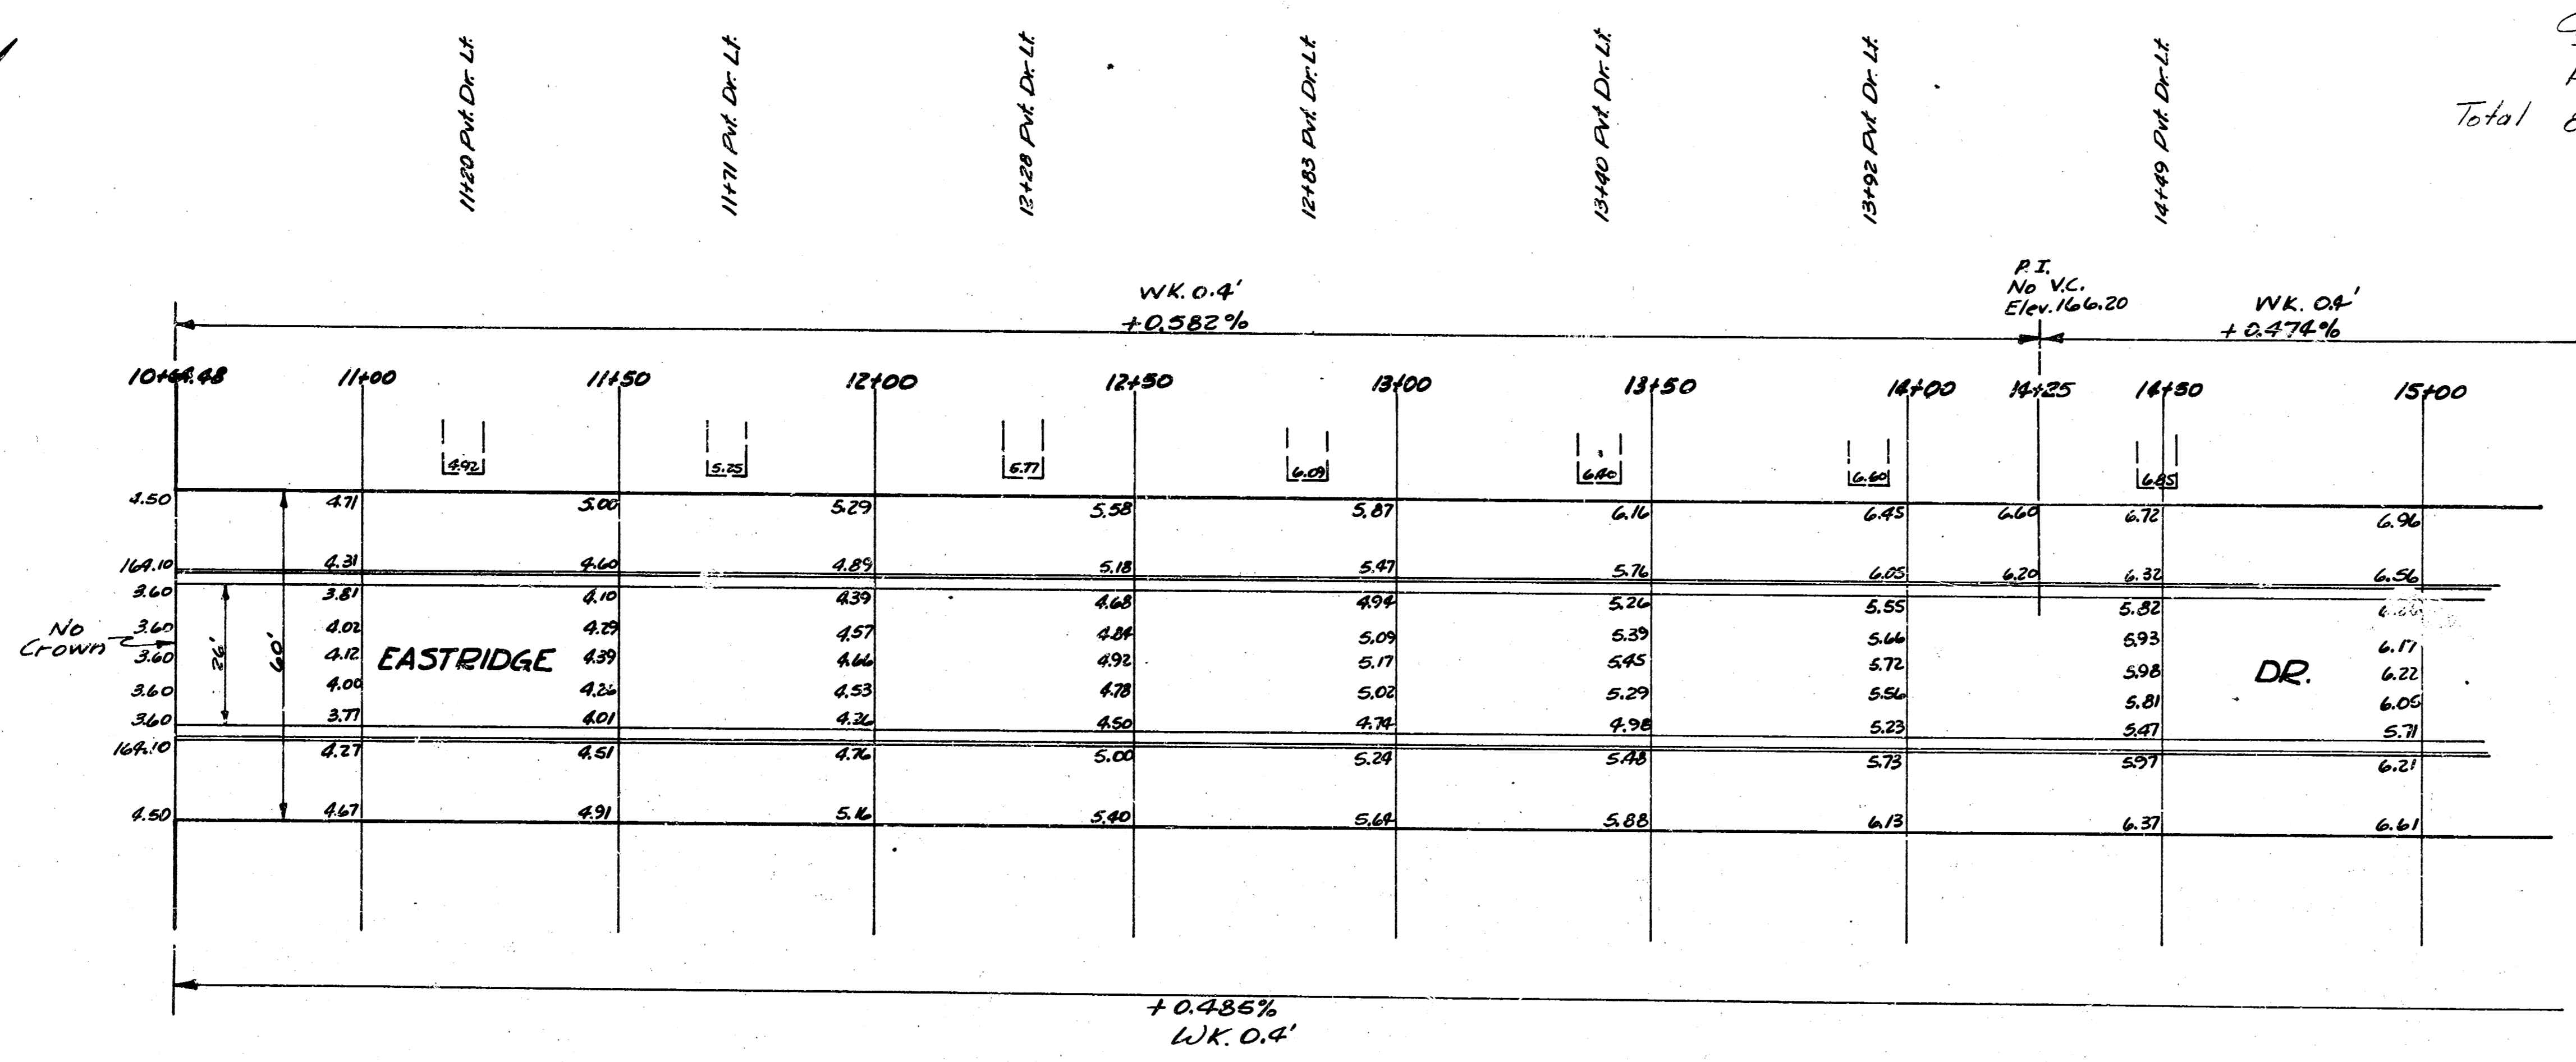 11+20 Pvt. Dr. Lt.
11+71 Pvt. Dr. Lt.
12+28 Pvt. Dr. Lt.
12+83 Pvt. Dr. Lt.
13+40 Pvt. Dr. Lt.
13+92 Pvt. Dr. Lt.
14+49 Pvt. Dr. Lt.
Total
WK. 0.4'
+0.582%
P.I.
No V.C.
Elev. 166.20
WK. 0.4'
+0.474%
10+64.48 11+00 11+50 12+00 12+50 13+00 13+50 14+00 14+25 14+50 15+00
4.92 5.25 5.77 6.09 6.40 6.60 6.85
4.50 4.71 5.00 5.29 5.58 5.87 6.16 6.45 6.60 6.72 6.96
164.10 4.31 4.60 4.89 5.18 5.47 5.76 6.05 6.20 6.32 6.56
3.60 3.81 4.10 4.39 4.68 4.94 5.26 5.55 5.82
No
Crown
3.60 4.02 4.29 4.57 4.84 5.09 5.39 5.66 5.93 6.17
26' 60'
EASTRIDGE DR.
3.60 4.12 4.39 4.66 4.92 5.17 5.45 5.72 5.98 6.22
3.60 4.00 4.26 4.53 4.78 5.02 5.29 5.56 5.81 6.05
3.60 3.77 4.01 4.26 4.50 4.74 4.98 5.23 5.47 5.71
164.10 4.27 4.51 4.76 5.00 5.24 5.48 5.73 5.97 6.21
4.50 4.67 4.91 5.16 5.40 5.64 5.88 6.13 6.37 6.61
+0.485%
WK. 0.4'